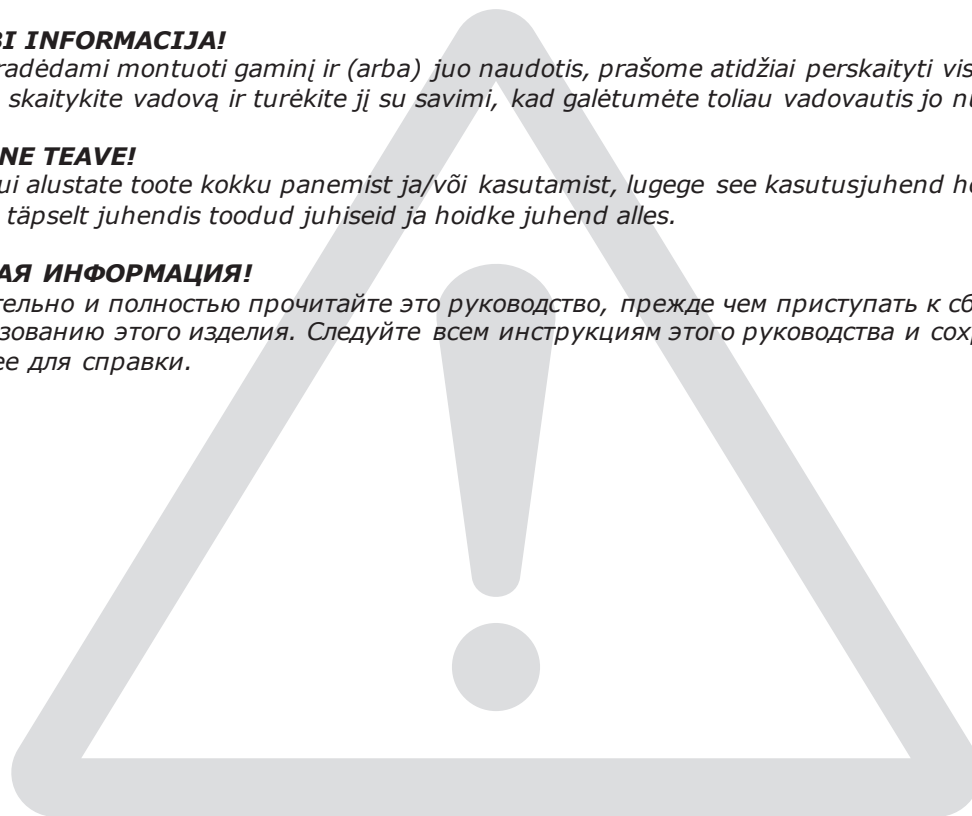 BI INFORMACIJA!
radėdami montuoti gaminį ir (arba) juo naudotis, prašome atidžiai perskaityti vis
skaitykite vadovą ir turėkite jį su savimi, kad galėtumėte toliau vadovautis jo nu
NE TEAVE!
ui alustate toote kokku panemist ja/või kasutamist, lugege see kasutusjuhend ho
täpselt juhendis toodud juhiseid ja hoidke juhend alles.
АЯ ИНФОРМАЦИЯ!
тельно и полностью прочитайте это руководство, прежде чем приступать к сб
зованию этого изделия. Следуйте всем инструкциям этого руководства и сохр
ее для справки.